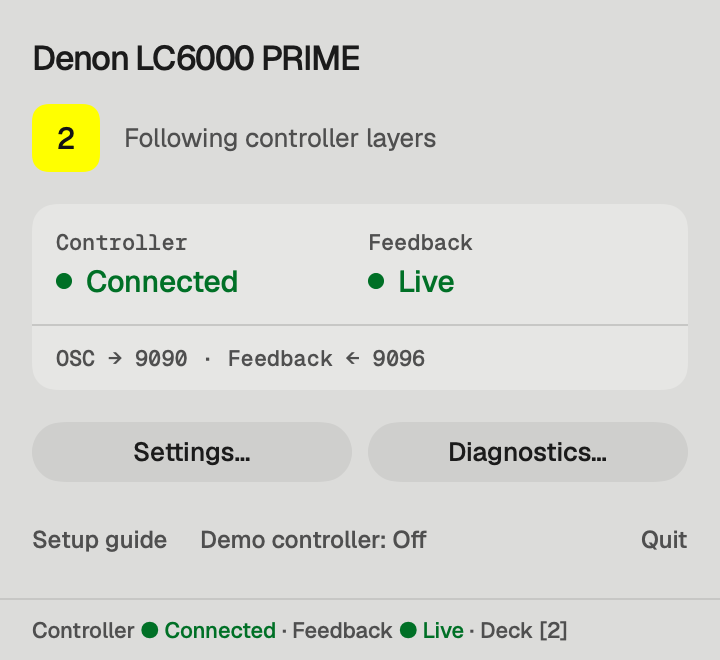 Denon LC6000 PRIME
2 Following controller layers
Controller Feedback
Connected Live
OSC → 9090 · Feedback ← 9096
Settings... Diagnostics...
Setup guide Demo controller: Off Quit
Controller ● Connected · Feedback ● Live · Deck [2]